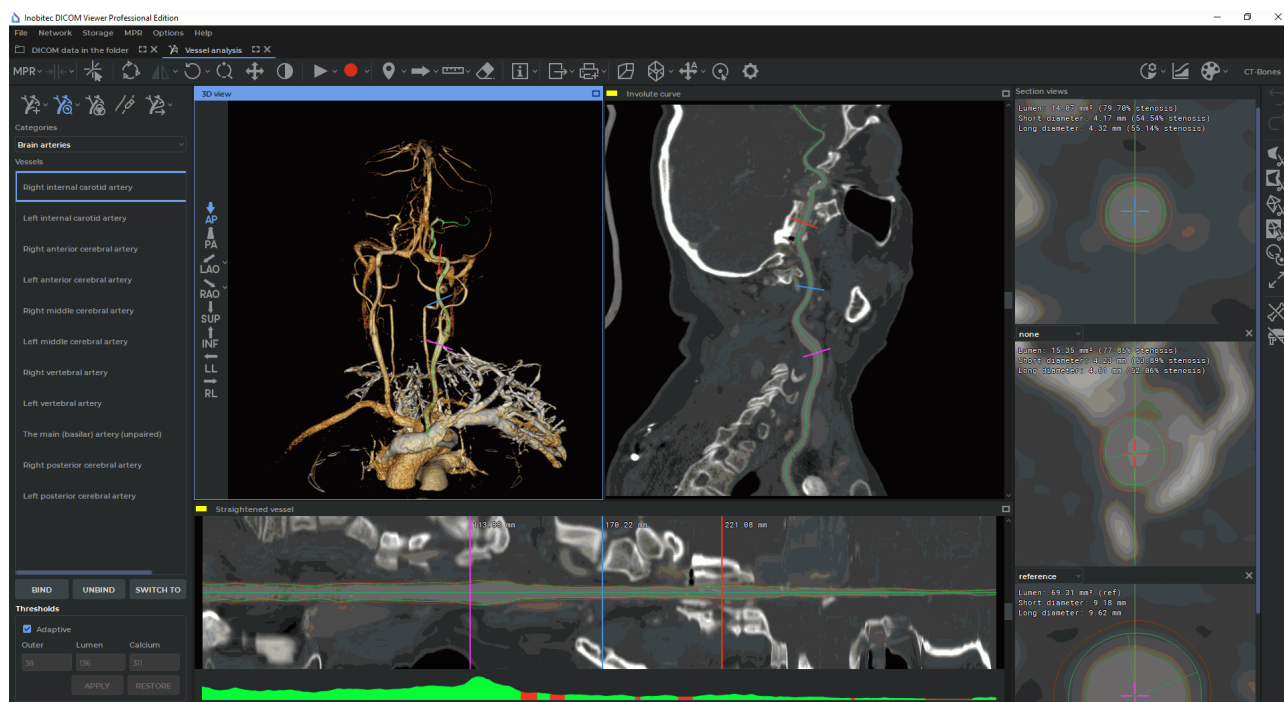 Inobitec DICOM Viewer Professional Edition
File Network Storage MPR Options Help
DICOM data in the folder Vessel analysis
MPR
CT-Bones
Categories
Brain arteries
Vessels
Right internal carotid artery
Left internal carotid artery
Right anterior cerebral artery
Left anterior cerebral artery
Right middle cerebral artery
Left middle cerebral artery
Right vertebral artery
Left vertebral artery
The main (basilar) artery (unpaired)
Right posterior cerebral artery
Left posterior cerebral artery
BIND UNBIND SWITCH TO
Thresholds
Adaptive
Outer Lumen Calcium
38 136 311
APPLY RESTORE
3D view
AP
PA
LAO
RAO
SUP
INF
LL
RL
Involute curve
Straightened vessel
170.22 mm 221.08 mm
Section views
Lumen: 14.07 mm² (79.70% stenosis)
Short diameter: 4.17 mm (54.54% stenosis)
Long diameter: 4.32 mm (55.14% stenosis)
none
Lumen: 15.35 mm² (77.85% stenosis)
Short diameter: 4.23 mm (53.89% stenosis)
Long diameter: 4.61 mm (52.06% stenosis)
reference
Lumen: 69.31 mm² (ref)
Short diameter: 9.18 mm
Long diameter: 9.62 mm